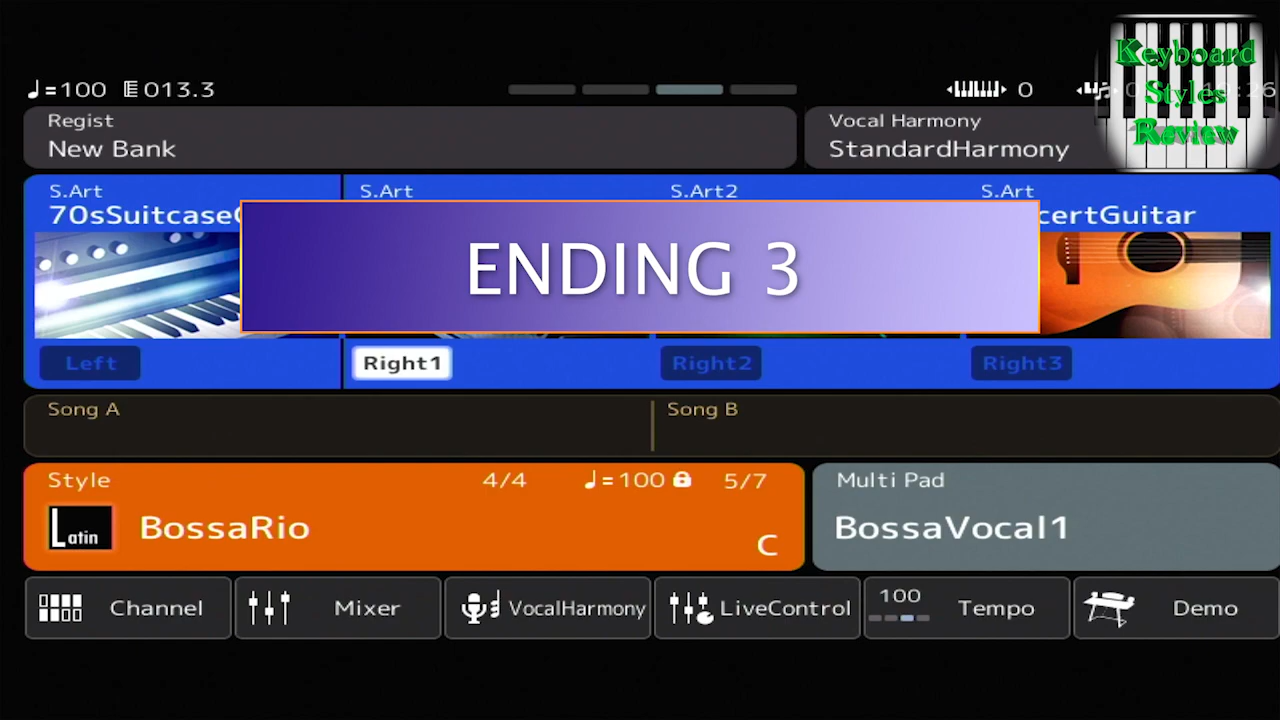 ♩=100 013.3
0
Keyboard
Styles
Review
Regist
New Bank
Vocal Harmony
StandardHarmony
S.Art
S.Art
S.Art2
S.Art
ENDING 3
Left
Right1
Right2
Right3
Song A
Song B
Style
4/4
♩=100
5/7
Latin
BossaRio
C
Multi Pad
BossaVocal1
Channel
Mixer
VocalHarmony
LiveControl
100
Tempo
Demo